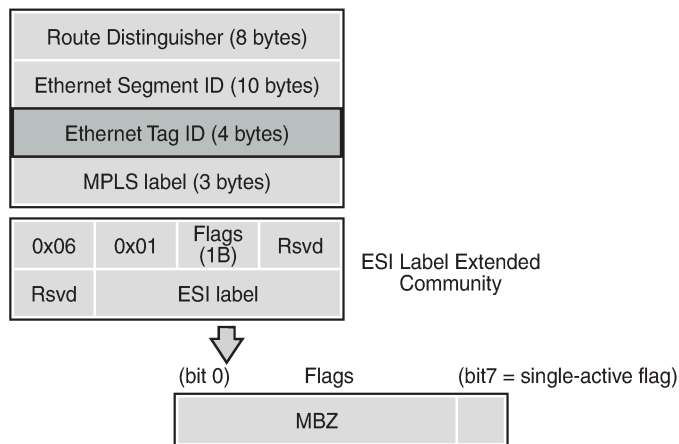 Route Distinguisher (8 bytes)
Ethernet Segment ID (10 bytes)
Ethernet Tag ID (4 bytes)
MPLS label (3 bytes)
0x06
0x01
Flags
(1B)
Rsvd
Rsvd
ESI label
ESI Label Extended
Community
(bit 0)
Flags
(bit7 = single-active flag)
MBZ